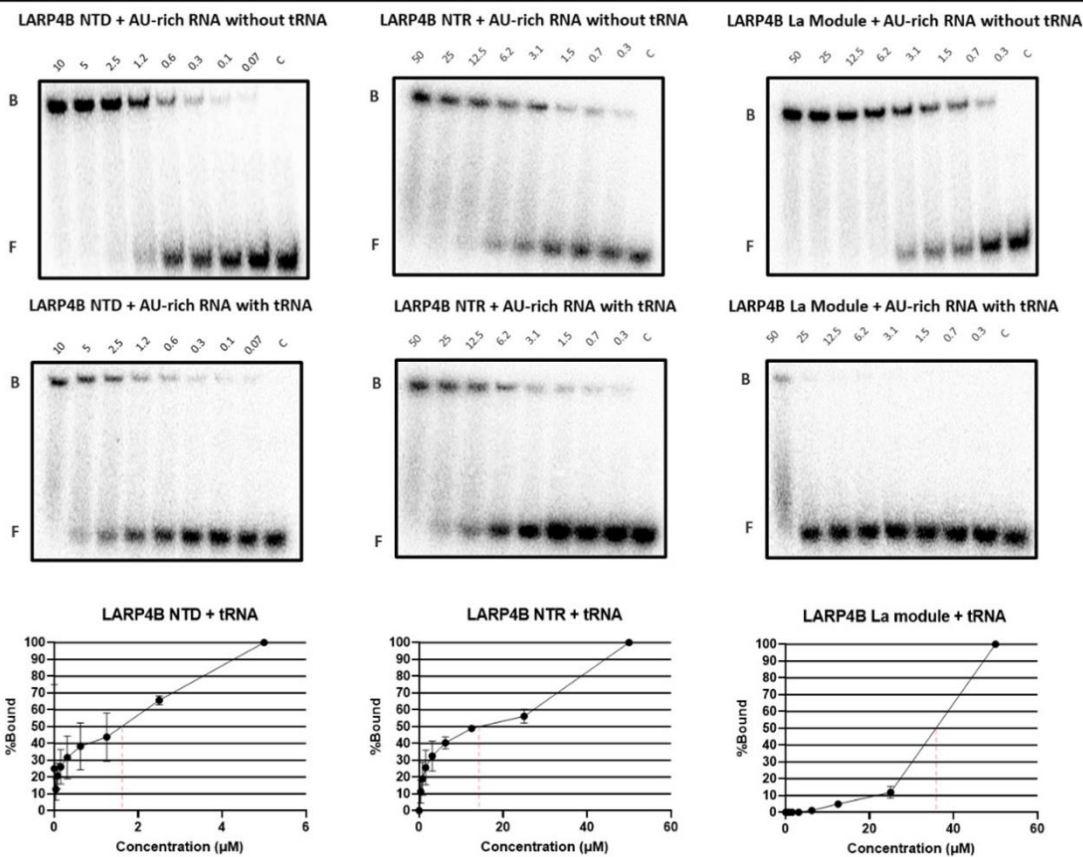 LARP4B NTD + AU-rich RNA without tRNA
10 5 2.5 1.2 0.6 0.3 0.1 0.07 C
B
F
LARP4B NTR + AU-rich RNA without tRNA
50 25 12.5 6.2 3.1 1.5 0.7 0.3 C
B
F
LARP4B La Module + AU-rich RNA without tRNA
50 25 12.5 6.2 3.1 1.5 0.7 0.3 C
B
F
LARP4B NTD + AU-rich RNA with tRNA
10 5 2.5 1.2 0.6 0.3 0.1 0.07 C
B
F
LARP4B NTR + AU-rich RNA with tRNA
50 25 12.5 6.2 3.1 1.5 0.7 0.3 C
B
F
LARP4B La Module + AU-rich RNA with tRNA
50 25 12.5 6.2 3.1 1.5 0.7 0.3 C
B
F
LARP4B NTD + tRNA
%Bound
100
90
80
70
60
50
40
30
20
10
0
0 2 4 6
Concentration (µM)
LARP4B NTR + tRNA
%Bound
100
90
80
70
60
50
40
30
20
10
0
0 20 40 60
Concentration (µM)
LARP4B La module + tRNA
%Bound
100
90
80
70
60
50
40
30
20
10
0
0 20 40 60
Concentration (µM)